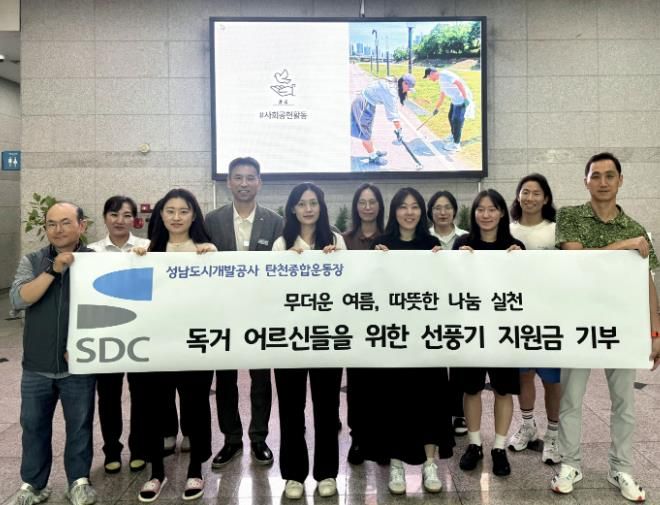 #사회공헌활동
성남도시개발공사 탄천종합운동장
무더운 여름, 따뜻한 나눔 실천
SDC
독거 어르신들을 위한 선풍기 지원금 기부